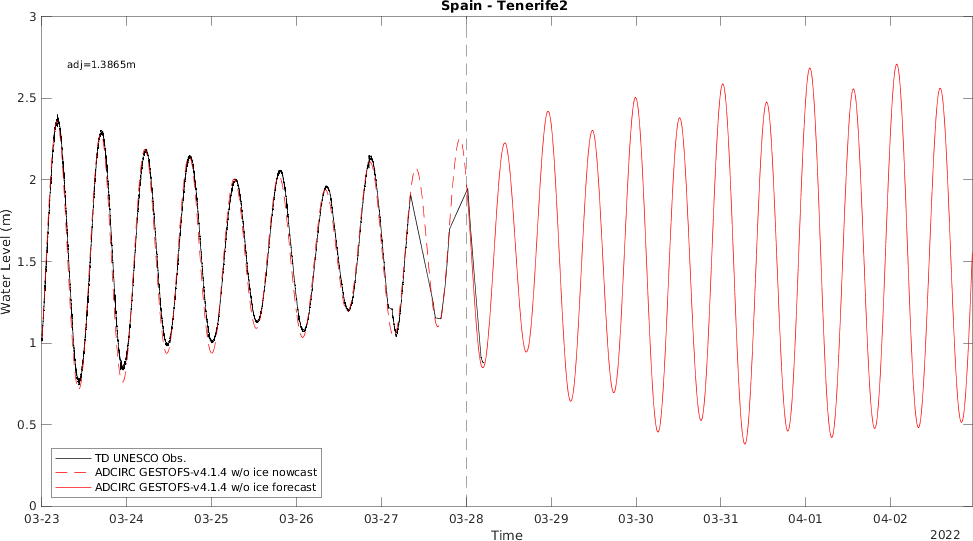 Spain - Tenerife2
adj=1.3865m
3
2.5
2
1.5
1
0.5
0
Water Level (m)
TD UNESCO Obs.
ADCIRC GESTOFS-v4.1.4 w/o ice nowcast
ADCIRC GESTOFS-v4.1.4 w/o ice forecast
03-23 03-24 03-25 03-26 03-27 03-28 03-29 03-30 03-31 04-01 04-02
Time
2022